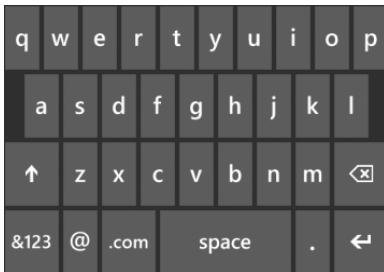 q w e r t y u i o p
a s d f g h j k l
z x c v b n m
&123 @ .com space .